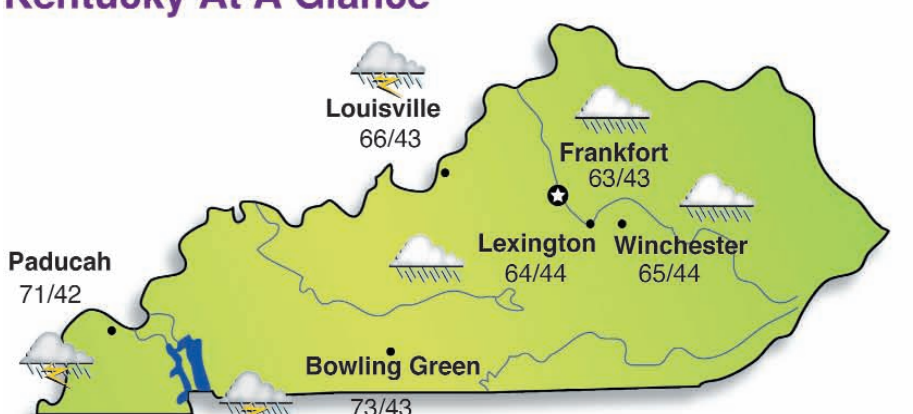 Kentucky At A Glance
Louisville
66/43
Frankfort
63/43
Lexington
64/44
Winchester
65/44
Paducah
71/42
Bowling Green
73/43